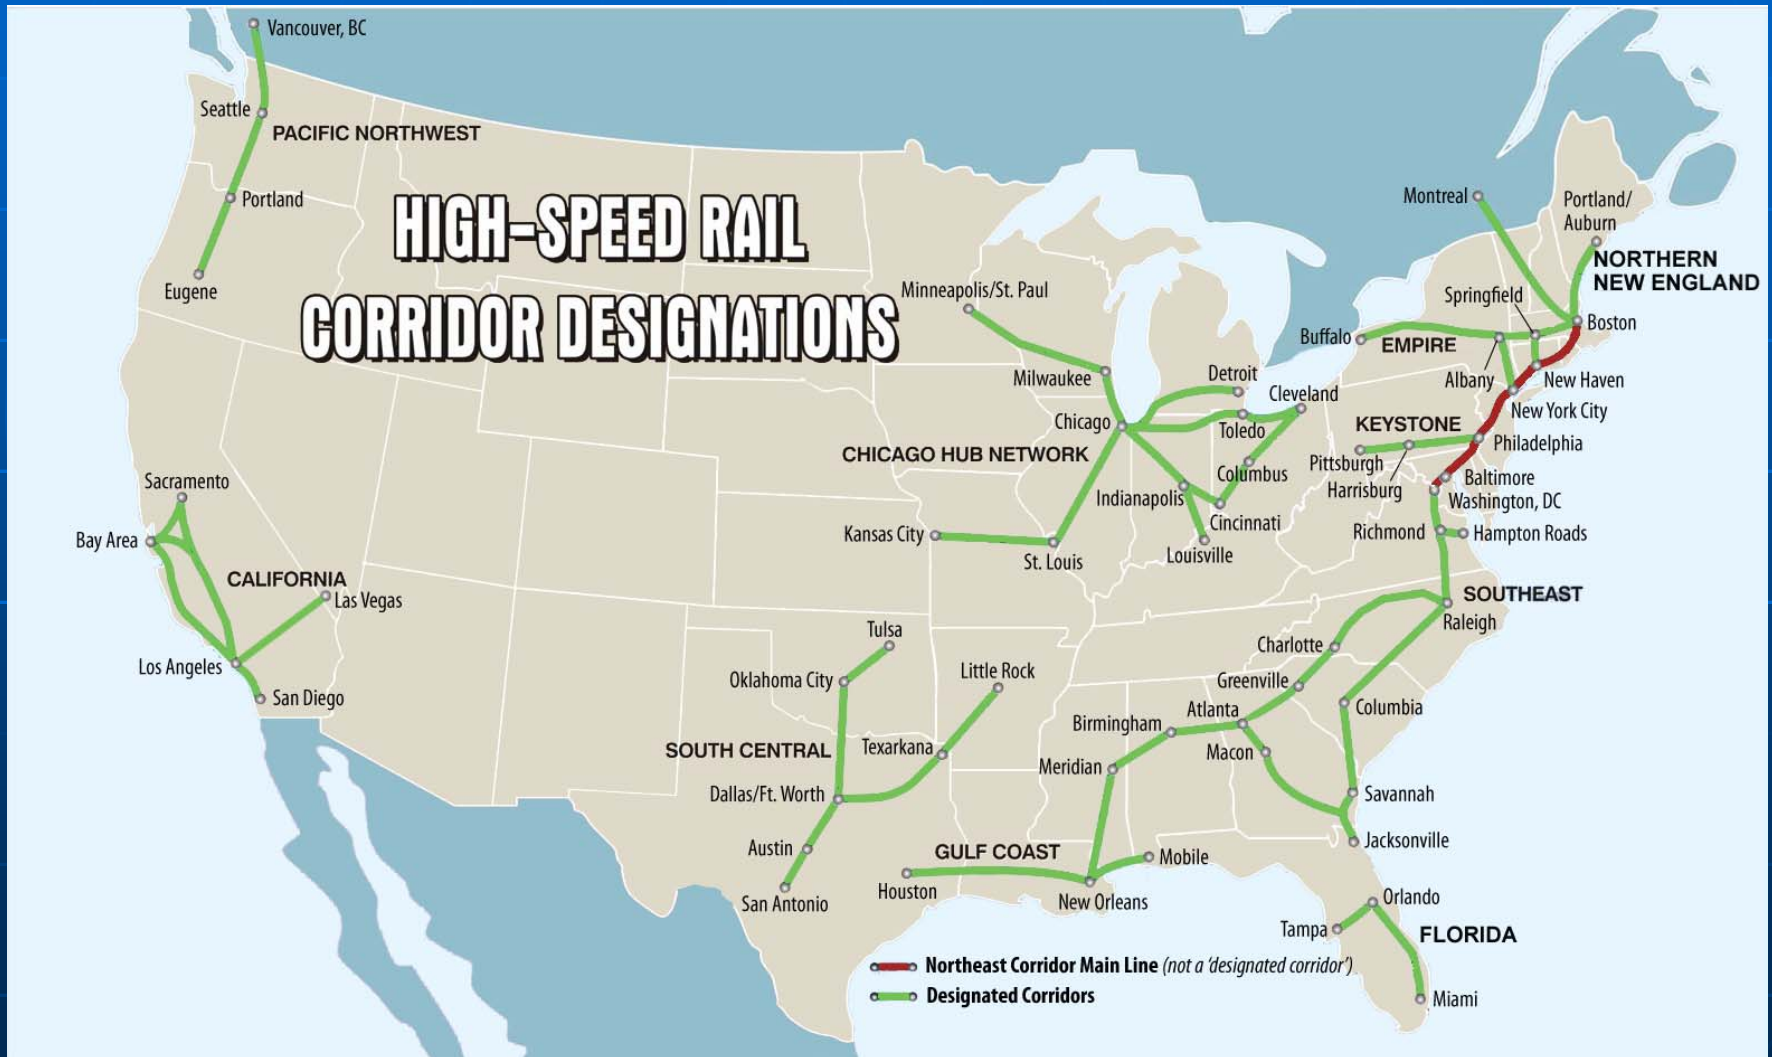 Vancouver, BC
Seattle
PACIFIC NORTHWEST
Portland
Eugene
HIGH-SPEED RAIL
CORRIDOR DESIGNATIONS
Montreal
Portland/
Auburn
NORTHERN
NEW ENGLAND
Springfield
Boston
Buffalo
EMPIRE
Albany
New Haven
New York City
KEYSTONE
Philadelphia
Pittsburgh
Harrisburg
Baltimore
Washington, DC
Minneapolis/St. Paul
Milwaukee
Detroit
Cleveland
Chicago
Toledo
CHICAGO HUB NETWORK
Columbus
Indianapolis
Cincinnati
Kansas City
St. Louis
Louisville
Richmond
Hampton Roads
Sacramento
Bay Area
CALIFORNIA
Las Vegas
Los Angeles
San Diego
SOUTHEAST
Raleigh
Charlotte
Greenville
Columbia
Atlanta
Birmingham
Macon
Meridian
Savannah
Jacksonville
Tulsa
Oklahoma City
Little Rock
SOUTH CENTRAL
Texarkana
Dallas/Ft. Worth
Austin
San Antonio
GULF COAST
Houston
New Orleans
Mobile
Orlando
Tampa
FLORIDA
Miami
Northeast Corridor Main Line (not a 'designated corridor')
Designated Corridors